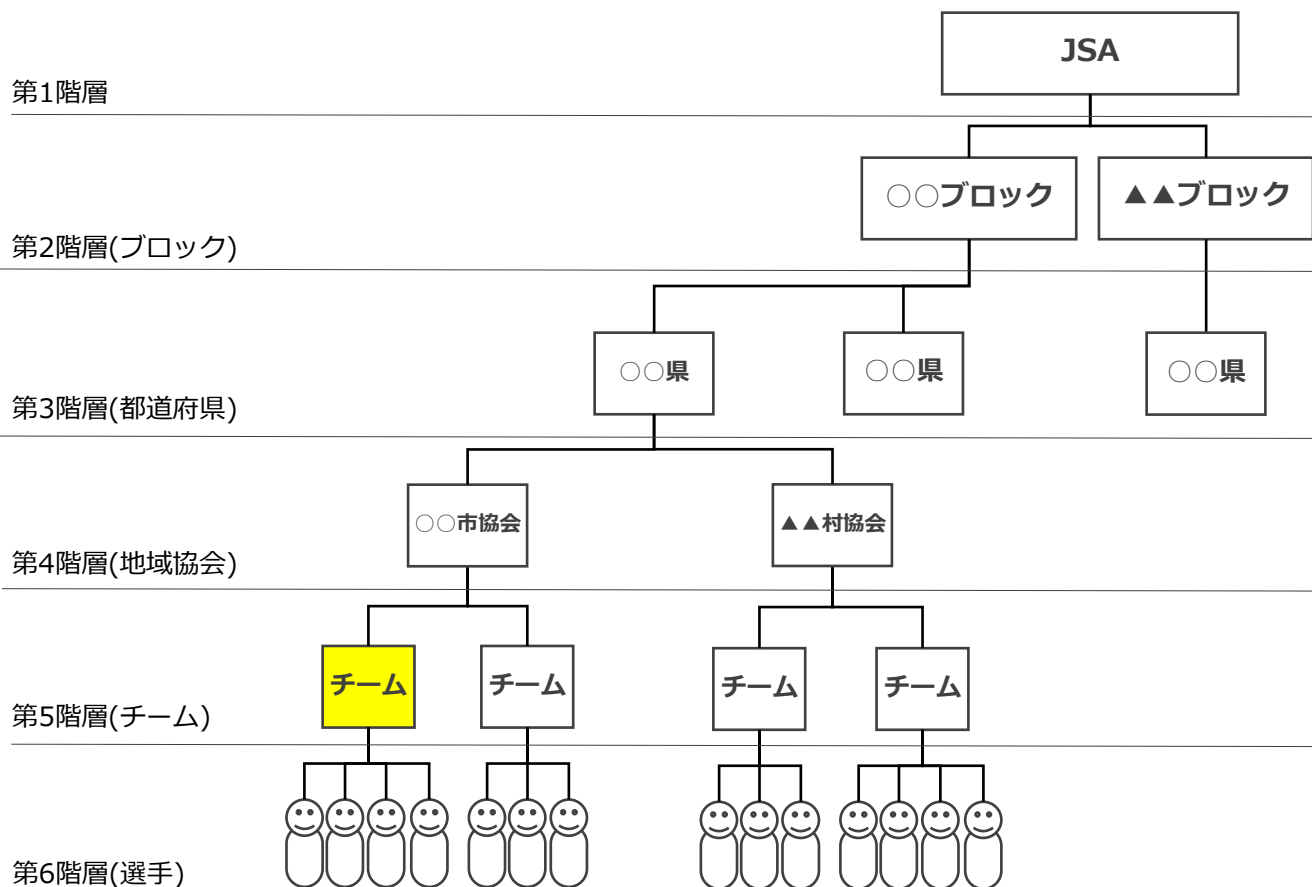 JSA
第1階層
○○ブロック
▲▲ブロック
第2階層(ブロック)
○○県
○○県
○○県
第3階層(都道府県)
○○市協会
▲▲村協会
第4階層(地域協会)
チーム
チーム
チーム
チーム
第5階層(チーム)
第6階層(選手)